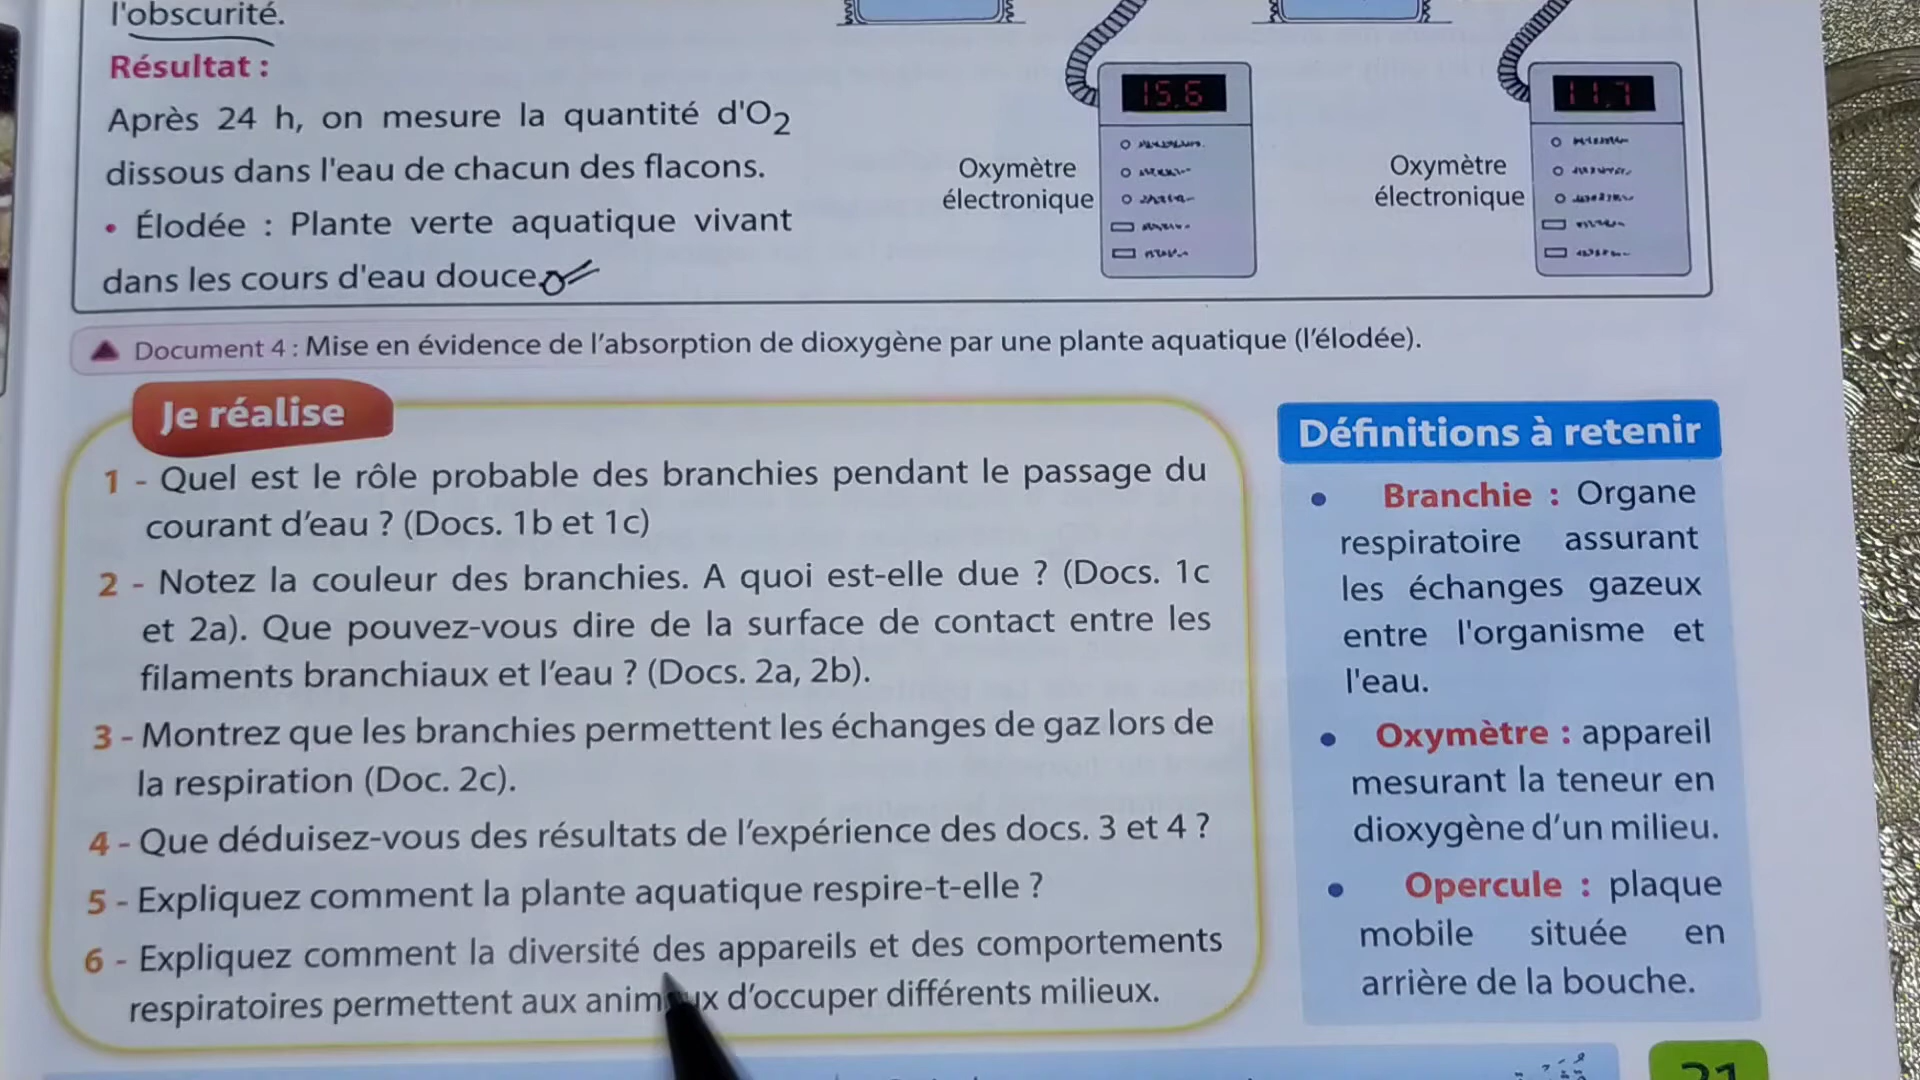 l'obscurité.
Résultat :
Après 24 h, on mesure la quantité d'O2
dissous dans l'eau de chacun des flacons.
• Élodée : Plante verte aquatique vivant
dans les cours d'eau douce.
15.6
Oxymètre
électronique
11.7
Oxymètre
électronique
Document 4 : Mise en évidence de l'absorption de dioxygène par une plante aquatique (l'élodée).
Je réalise
1 - Quel est le rôle probable des branchies pendant le passage du
courant d'eau ? (Docs. 1b et 1c)
2 - Notez la couleur des branchies. A quoi est-elle due ? (Docs. 1c
et 2a). Que pouvez-vous dire de la surface de contact entre les
filaments branchiaux et l'eau ? (Docs. 2a, 2b).
3 - Montrez que les branchies permettent les échanges de gaz lors de
la respiration (Doc. 2c).
4 - Que déduisez-vous des résultats de l'expérience des docs. 3 et 4 ?
5 - Expliquez comment la plante aquatique respire-t-elle ?
6 - Expliquez comment la diversité des appareils et des comportements
respiratoires permettent aux animaux d'occuper différents milieux.
Définitions à retenir
• Branchie : Organe
respiratoire assurant
les échanges gazeux
entre l'organisme et
l'eau.
• Oxymètre : appareil
mesurant la teneur en
dioxygène d'un milieu.
• Opercule : plaque
mobile située en
arrière de la bouche.
21